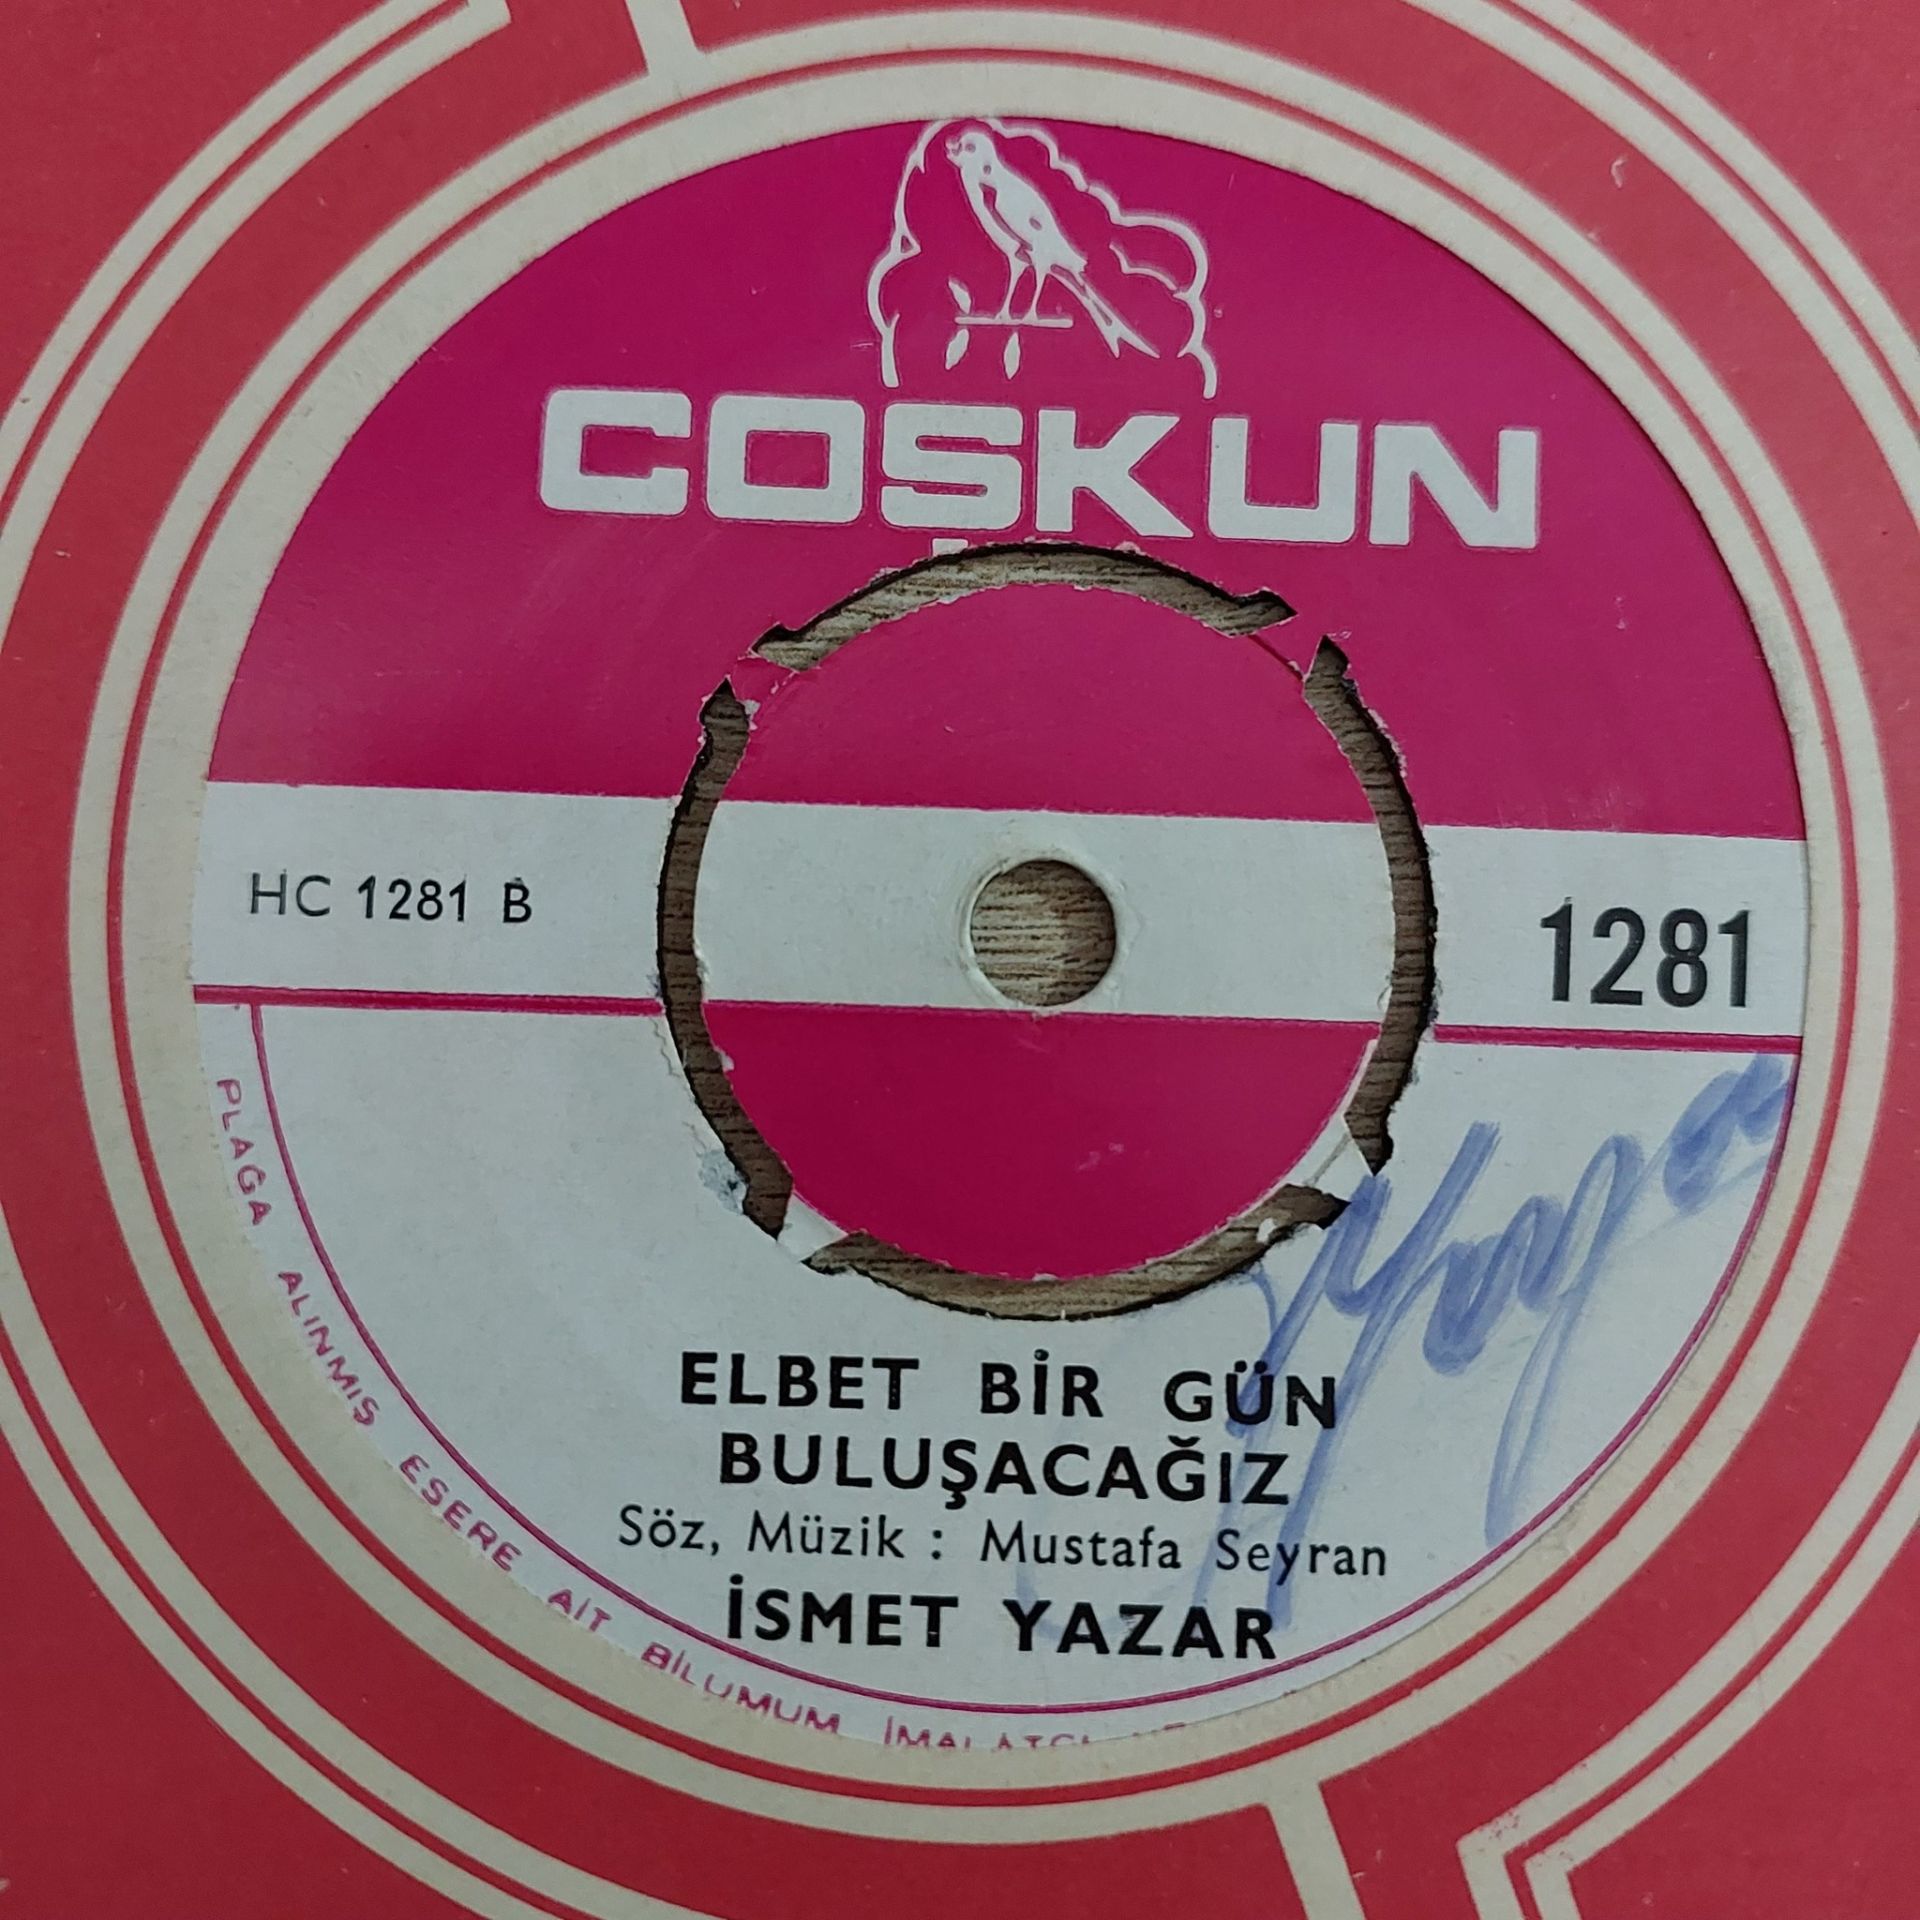 COŞKUN
HC 1281 B
1281
ELBET BİR GÜN
BULUŞACAĞIZ
Söz, Müzik : Mustafa Seyran
İSMET YAZAR
PLAĞA ALINMIŞ ESERE AİT BİLUMUM